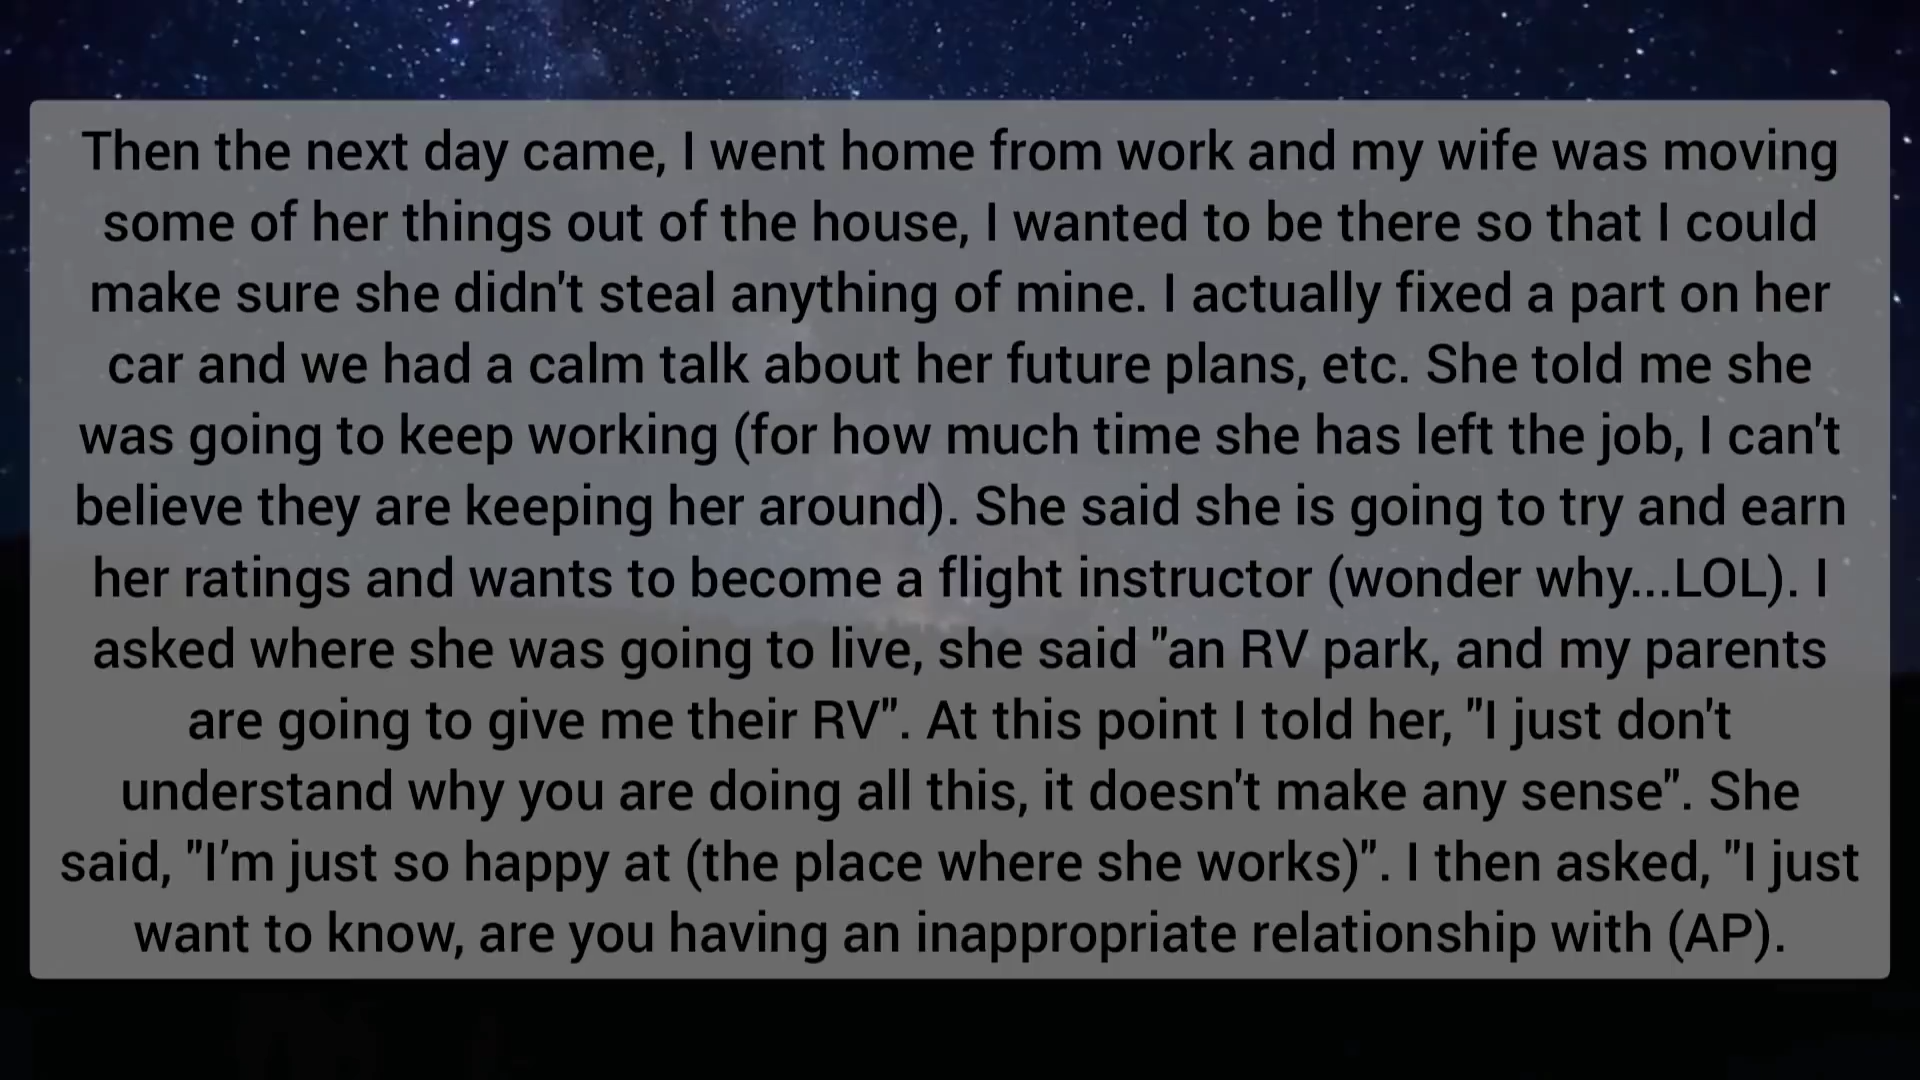 Then the next day came, I went home from work and my wife was moving
some of her things out of the house, I wanted to be there so that I could
make sure she didn't steal anything of mine. I actually fixed a part on her
car and we had a calm talk about her future plans, etc. She told me she
was going to keep working (for how much time she has left the job, I can't
believe they are keeping her around). She said she is going to try and earn
her ratings and wants to become a flight instructor (wonder why...LOL). I
asked where she was going to live, she said "an RV park, and my parents
are going to give me their RV". At this point I told her, "I just don't
understand why you are doing all this, it doesn't make any sense". She
said, "I’m just so happy at (the place where she works)". I then asked, "I just
want to know, are you having an inappropriate relationship with (AP).